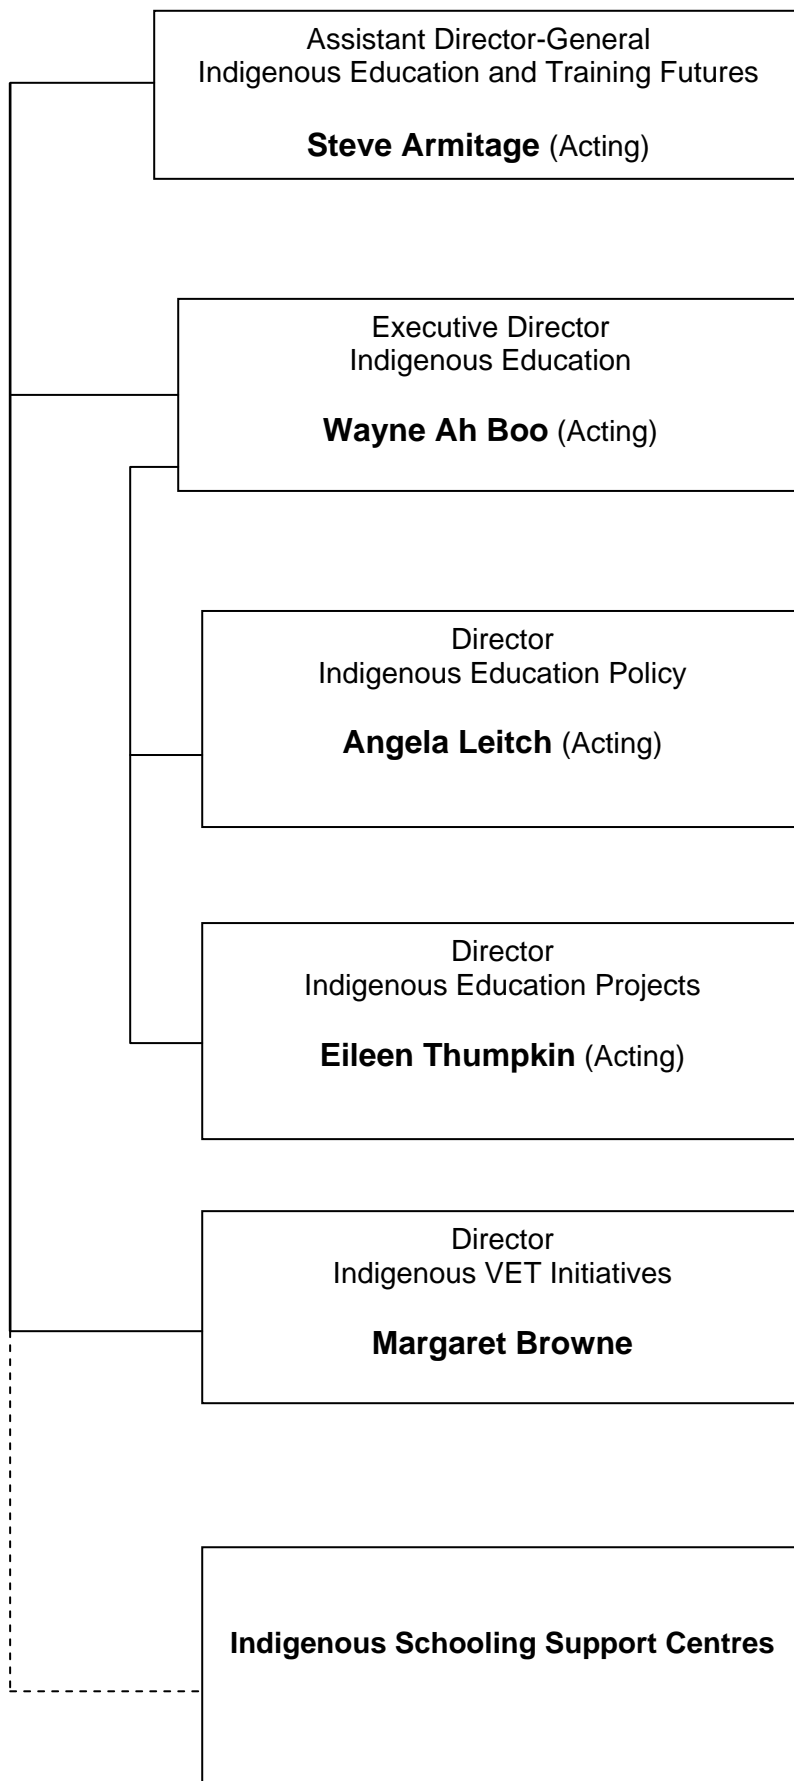 Assistant Director-General
Indigenous Education and Training Futures
Steve Armitage (Acting)
Executive Director
Indigenous Education
Wayne Ah Boo (Acting)
Director
Indigenous Education Policy
Angela Leitch (Acting)
Director
Indigenous Education Projects
Eileen Thumpkin (Acting)
Director
Indigenous VET Initiatives
Margaret Browne
Indigenous Schooling Support Centres